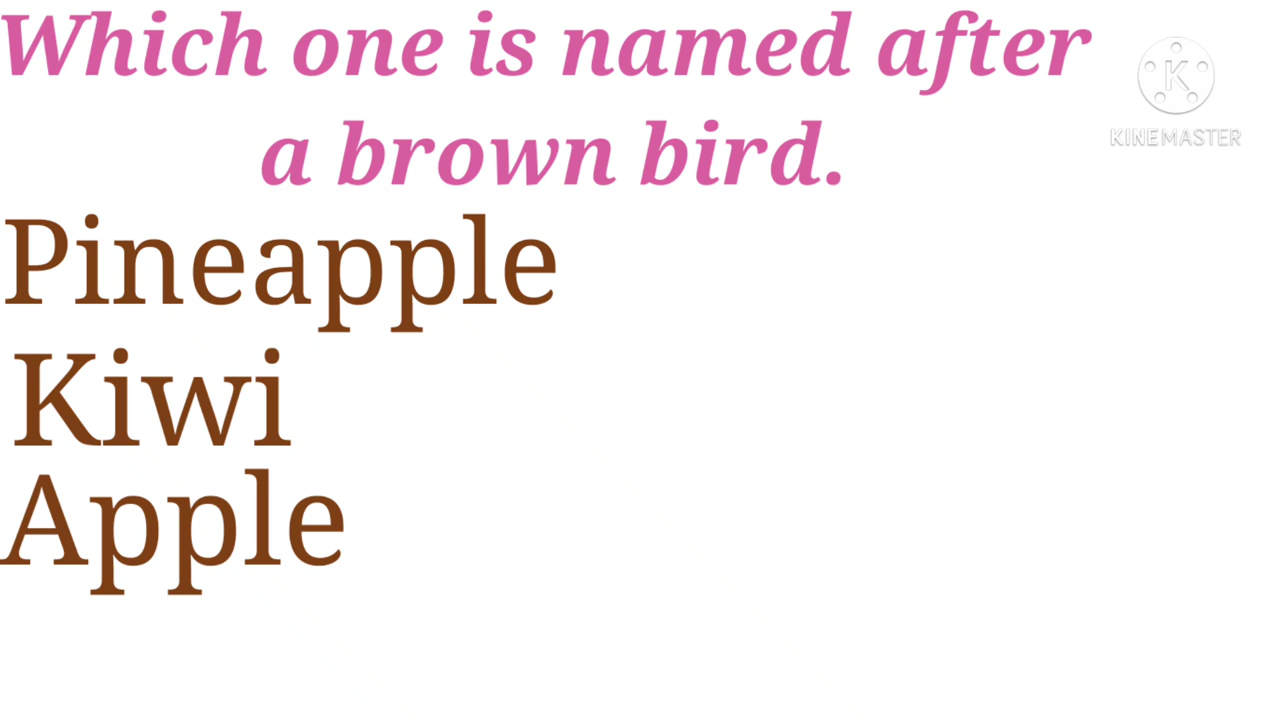 Which one is named after
K
KINEMASTER
a brown bird.
Pineapple
Kiwi
Apple